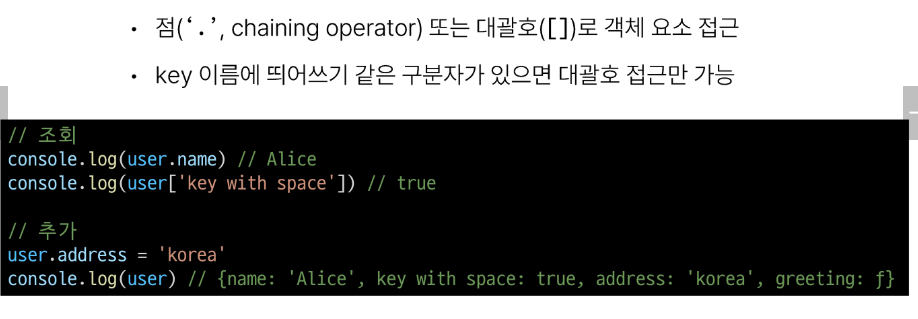 • 점(‘.’, chaining operator) 또는 대괄호([])로 객체 요소 접근
• key 이름에 띄어쓰기 같은 구분자가 있으면 대괄호 접근만 가능
// 조회
console.log(user.name) // Alice
console.log(user['key with space']) // true
// 추가
user.address = 'korea'
console.log(user) // {name: 'Alice', key with space: true, address: 'korea', greeting: ƒ}